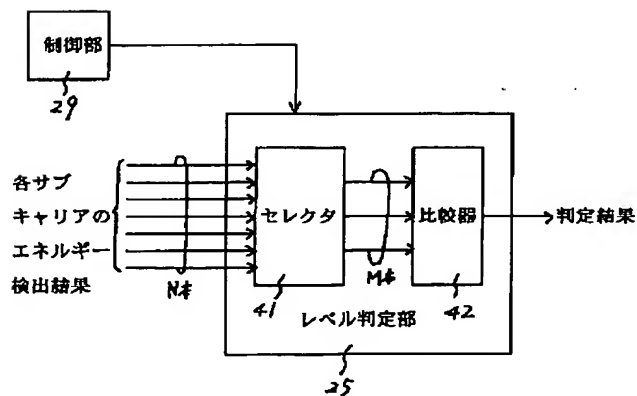 制御部
29
各サブ
キャリアの
エネルギー
検出結果
N本
セレクタ
41
M本
比較器
42
判定結果
レベル判定部
25